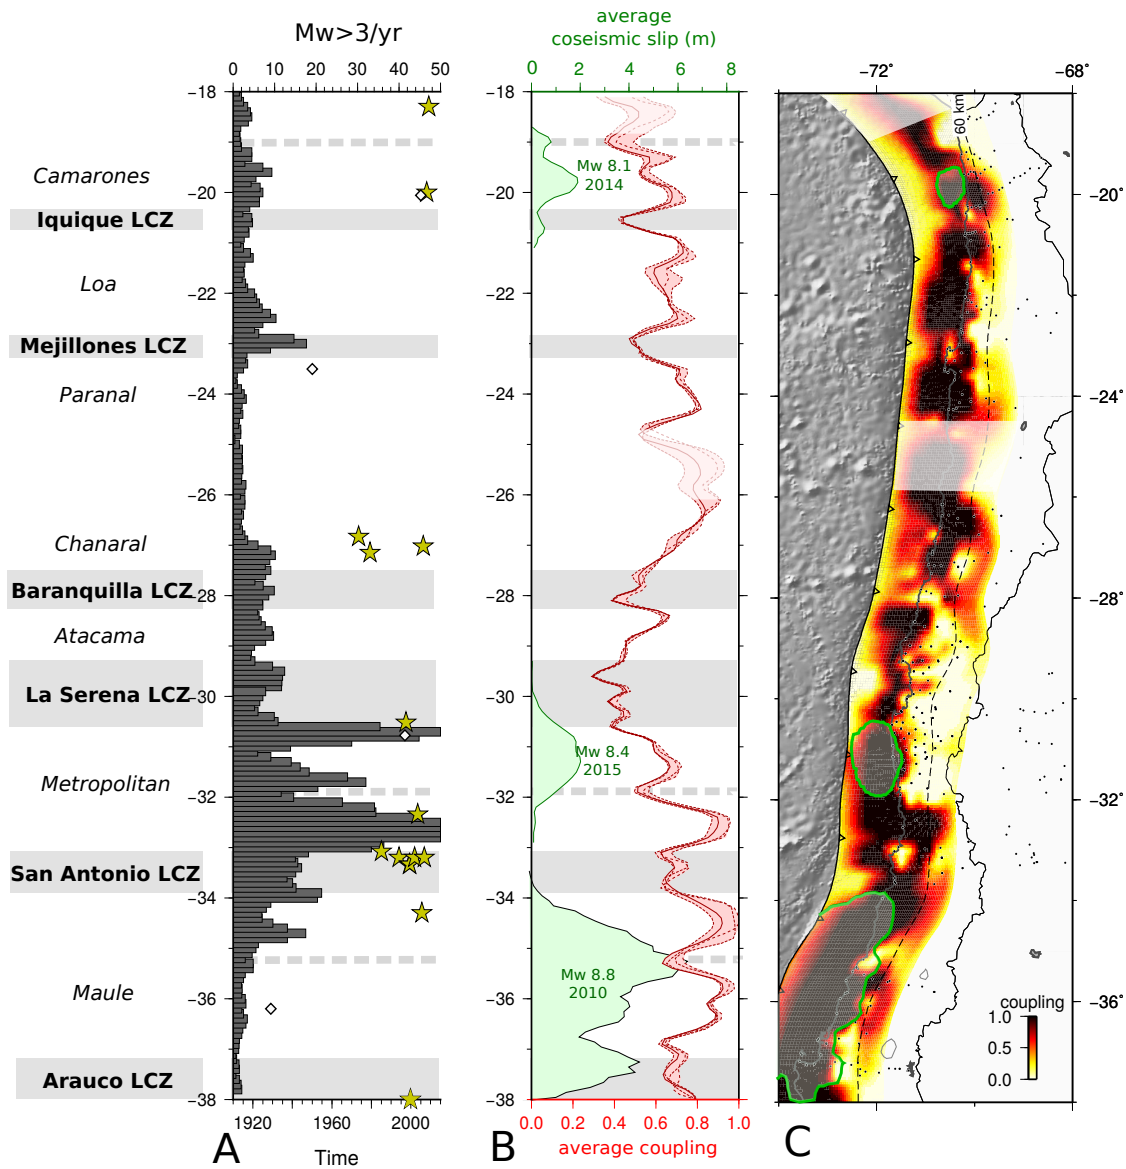 Mw>3/yr
0 10 20 30 40 50
−18
−20
−22
−24
−26
−28
−30
−32
−34
−36
−38
Camarones
Iquique LCZ
Loa
Mejillones LCZ
Paranal
Chanaral
Baranquilla LCZ
Atacama
La Serena LCZ
Metropolitan
San Antonio LCZ
Maule
Arauco LCZ
1920 1960 2000
Time
A
average
coseismic slip (m)
0 2 4 6 8
−18
−20
−22
−24
−26
−28
−30
−32
−34
−36
−38
Mw 8.1
2014
Mw 8.4
2015
Mw 8.8
2010
0.0 0.2 0.4 0.6 0.8 1.0
average coupling
B
−72° −68°
60 km
−20°
−24°
−28°
−32°
−36°
coupling
1.0
0.5
0.0
C